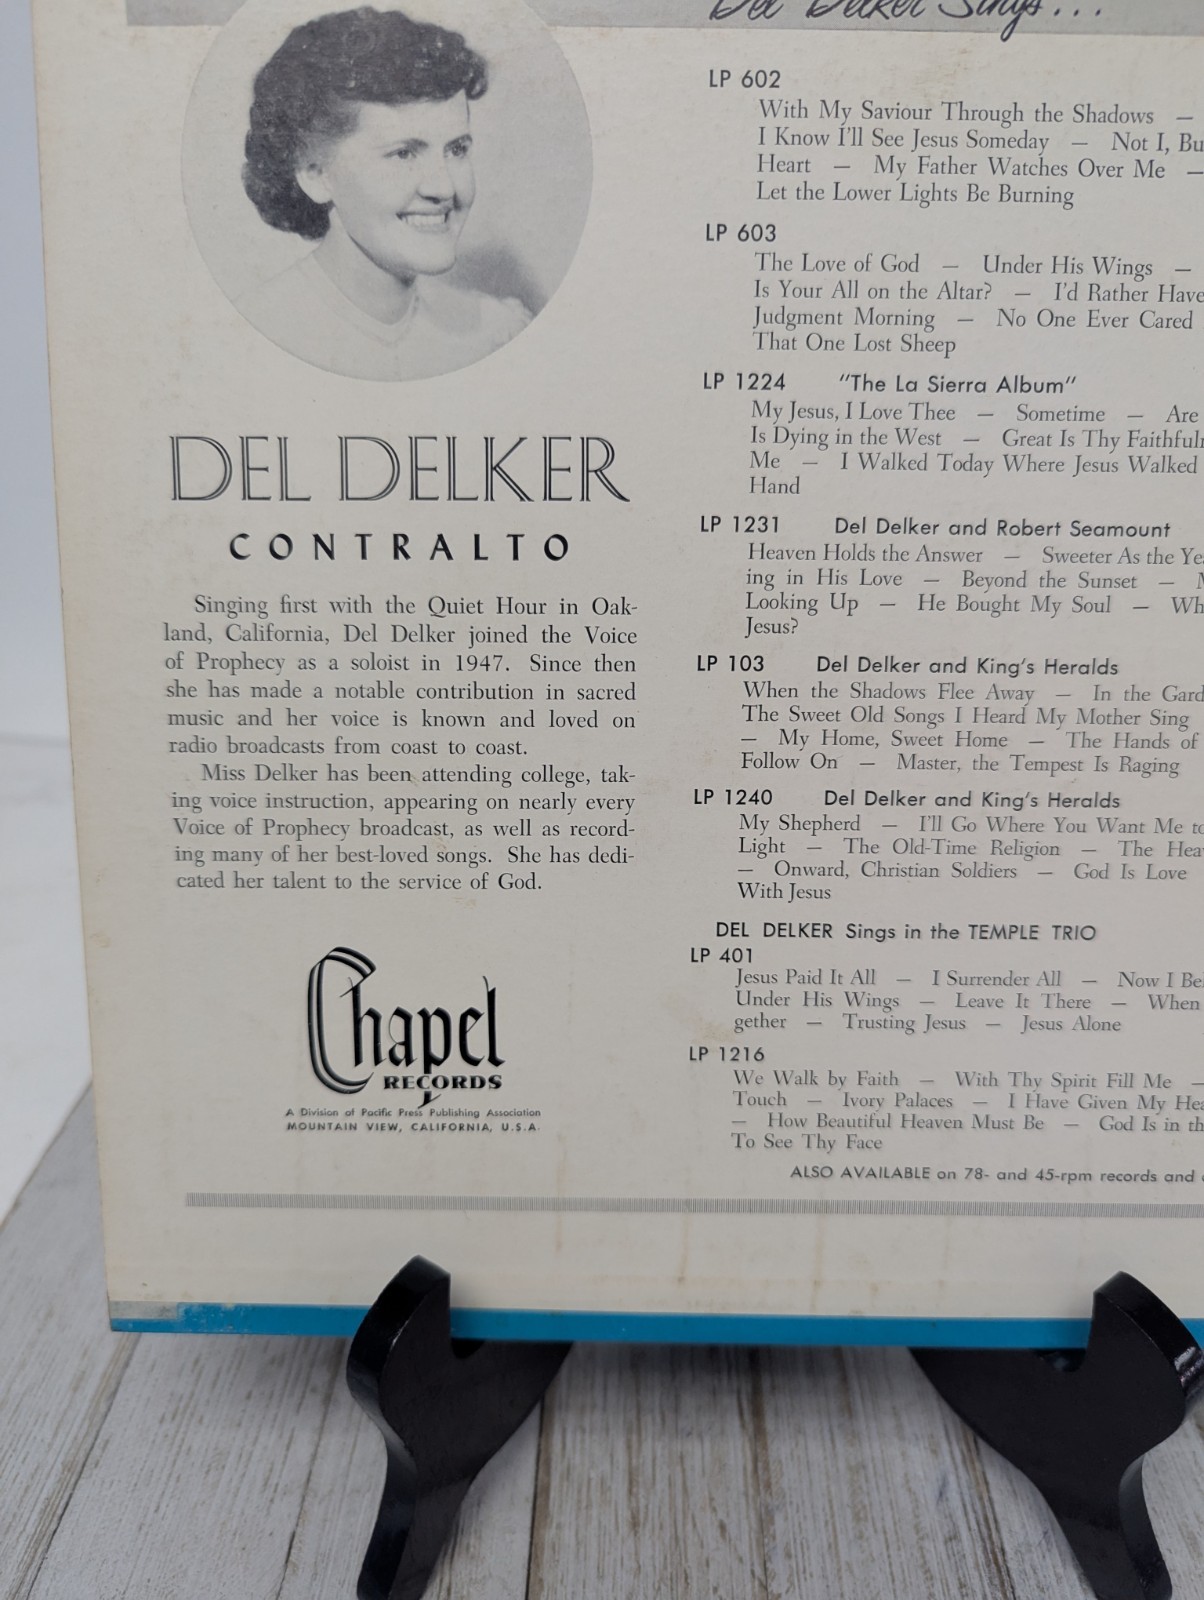 Del Delker Sings...
DEL DELKER
CONTRALTO
Singing first with the Quiet Hour in Oak-
land, California, Del Delker joined the Voice
of Prophecy as a soloist in 1947. Since then
she has made a notable contribution in sacred
music and her voice is known and loved on
radio broadcasts from coast to coast.
Miss Delker has been attending college, tak-
ing voice instruction, appearing on nearly every
Voice of Prophecy broadcast, as well as record-
ing many of her best-loved songs. She has dedi-
cated her talent to the service of God.
Chapel
RECORDS
A Division of Pacific Press Publishing Association
MOUNTAIN VIEW, CALIFORNIA, U.S.A.
LP 602
With My Saviour Through the Shadows —
I Know I'll See Jesus Someday — Not I,
Heart — My Father Watches Over Me —
Let the Lower Lights Be Burning
LP 603
The Love of God — Under His Wings —
Is Your All on the Altar? — I'd Rather Have
Judgment Morning — No One Ever Cared
That One Lost Sheep
LP 1224 "The La Sierra Album"
My Jesus, I Love Thee — Sometime — Are
Is Dying in the West — Great Is Thy
Me — I Walked Today Where Jesus Walked
Hand
LP 1231 Del Delker and Robert Seamount
Heaven Holds the Answer — Sweeter As the
ing in His Love — Beyond the Sunset —
Looking Up — He Bought My Soul —
Jesus?
LP 103 Del Delker and King's Heralds
When the Shadows Flee Away — In the
The Sweet Old Songs I Heard My Mother Sing
— My Home, Sweet Home — The Hands of
Follow On — Master, the Tempest Is Raging
LP 1240 Del Delker and King's Heralds
My Shepherd — I'll Go Where You Want Me to
Light — The Old-Time Religion — The
— Onward, Christian Soldiers — God Is Love
With Jesus
DEL DELKER Sings in the TEMPLE TRIO
LP 401
Jesus Paid It All — I Surrender All — Now I
Under His Wings — Leave It There — When
gether — Trusting Jesus — Jesus Alone
LP 1216
We Walk by Faith — With Thy Spirit Fill Me —
Touch — Ivory Palaces — I Have Given My
— How Beautiful Heaven Must Be — God Is in
To See Thy Face
ALSO AVAILABLE on 78- and 45-rpm records and